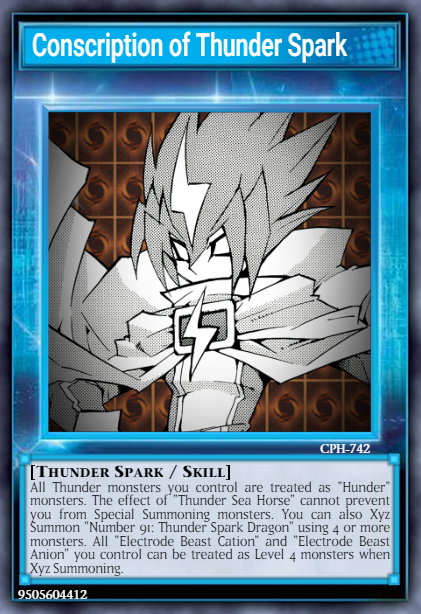 Conscription of Thunder Spark
CPH-742
[Thunder Spark / Skill]
All Thunder monsters you control are treated as "Hunder"
monsters. The effect of "Thunder Sea Horse" cannot prevent
you from Special Summoning monsters. You can also Xyz
Summon "Number 91: Thunder Spark Dragon" using 4 or more
monsters. All "Electrode Beast Cation" and "Electrode Beast
Anion" you control can be treated as Level 4 monsters when
Xyz Summoning.
9505604412